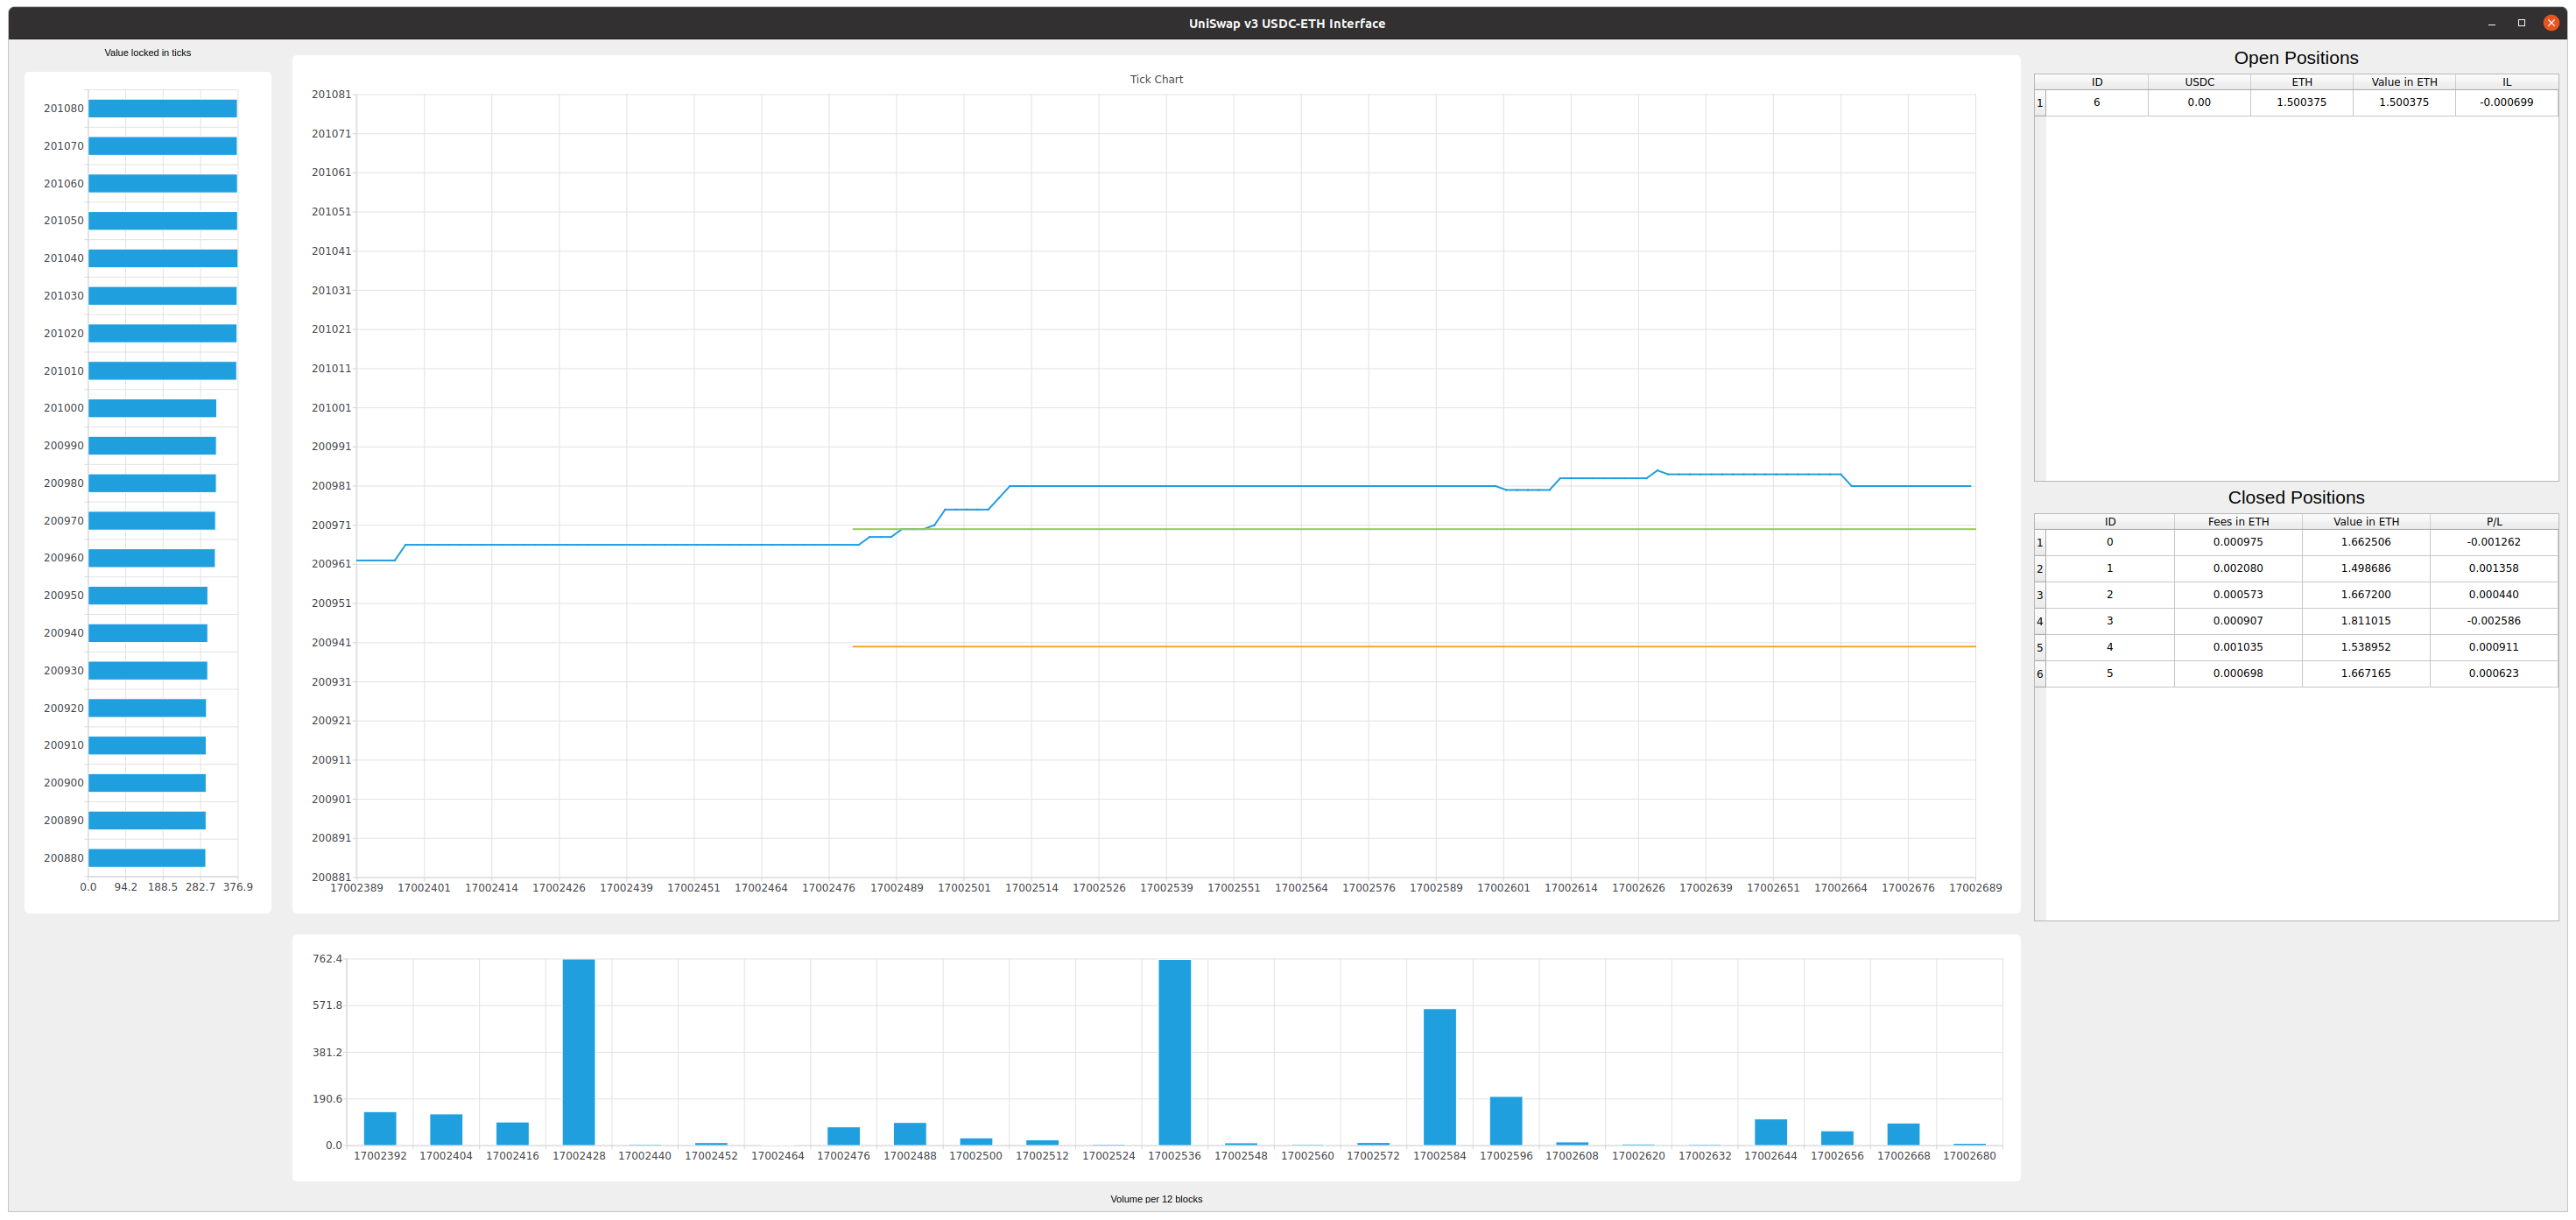 UniSwap v3 USDC-ETH Interface
Value locked in ticks
201080
201070
201060
201050
201040
201030
201020
201010
201000
200990
200980
200970
200960
200950
200940
200930
200920
200910
200900
200890
200880
0.0 94.2 188.5 282.7 376.9
Tick Chart
201081
201071
201061
201051
201041
201031
201021
201011
201001
200991
200981
200971
200961
200951
200941
200931
200921
200911
200901
200891
200881
17002389 17002401 17002414 17002426 17002439 17002451 17002464 17002476 17002489 17002501 17002514 17002526 17002539 17002551 17002564 17002576 17002589 17002601 17002614 17002626 17002639 17002651 17002664 17002676 17002689
762.4
571.8
381.2
190.6
0.0
17002392 17002404 17002416 17002428 17002440 17002452 17002464 17002476 17002488 17002500 17002512 17002524 17002536 17002548 17002560 17002572 17002584 17002596 17002608 17002620 17002632 17002644 17002656 17002668 17002680
Volume per 12 blocks
Open Positions
ID USDC ETH Value in ETH IL
1 6 0.00 1.500375 1.500375 -0.000699
Closed Positions
ID Fees in ETH Value in ETH P/L
1 0 0.000975 1.662506 -0.001262
2 1 0.002080 1.498686 0.001358
3 2 0.000573 1.667200 0.000440
4 3 0.000907 1.811015 -0.002586
5 4 0.001035 1.538952 0.000911
6 5 0.000698 1.667165 0.000623